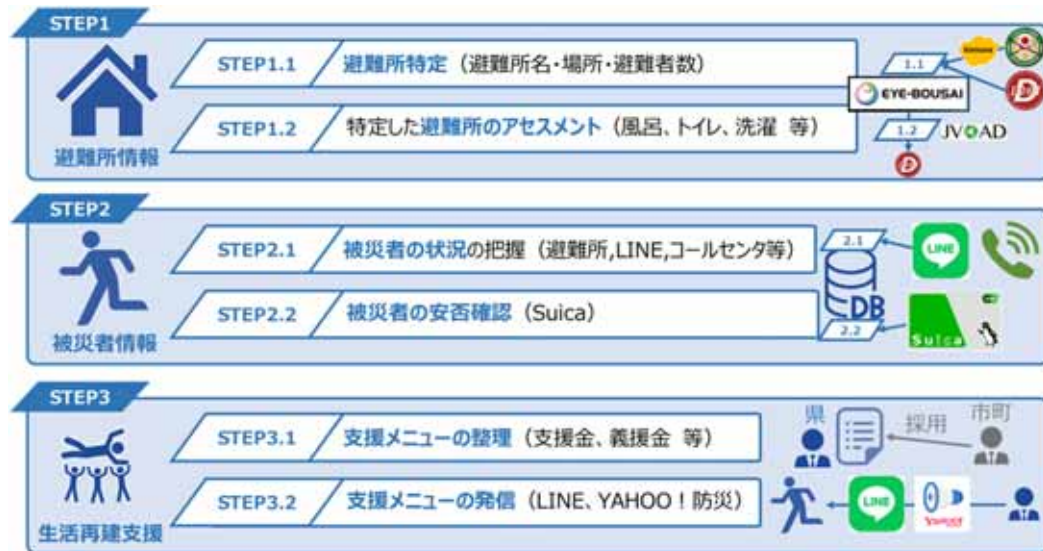 STEP1
STEP1.1 避難所特定（避難所名・場所・避難者数）
1.1
EYE-BOUSAI
STEP1.2 特定した避難所のアセスメント（風呂、トイレ、洗濯 等）
1.2 JVOAD
避難所情報
STEP2
STEP2.1 被災者の状況の把握（避難所,LINE,コールセンタ等）
2.1 LINE
DB
STEP2.2 被災者の安否確認（Suica）
2.2 Suica
被災者情報
STEP3
STEP3.1 支援メニューの整理（支援金、義援金 等）
県 採用 市町
STEP3.2 支援メニューの発信（LINE、YAHOO！防災）
LINE
生活再建支援